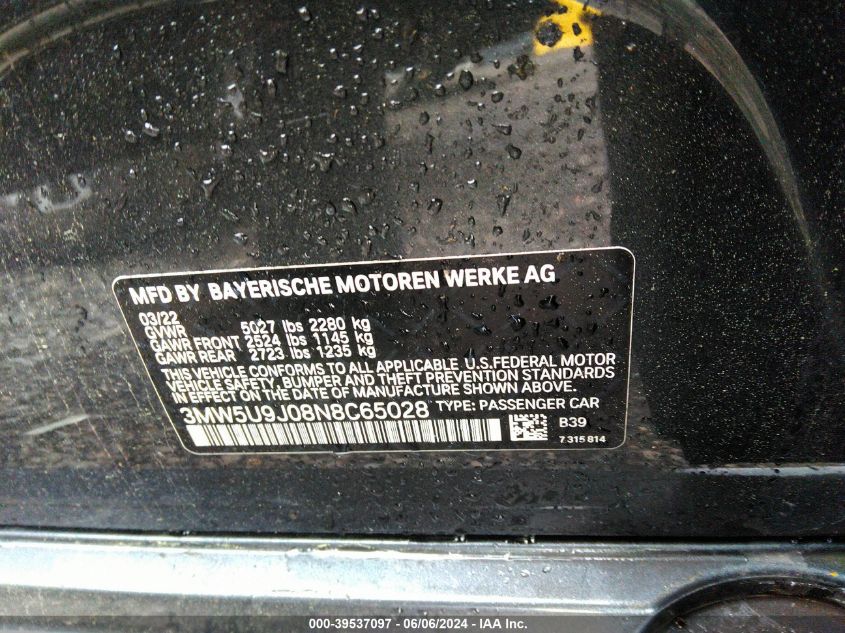 MFD BY BAYERISCHE MOTOREN WERKE AG
03/22
GVWR 5027 lbs 2280 kg
GAWR FRONT 2524 lbs 1145 kg
GAWR REAR 2723 lbs 1235 kg
THIS VEHICLE CONFORMS TO ALL APPLICABLE U.S.FEDERAL MOTOR
VEHICLE SAFETY, BUMPER AND THEFT PREVENTION STANDARDS
IN EFFECT ON THE DATE OF MANUFACTURE SHOWN ABOVE.
3MW5U9J08N8C65028 TYPE: PASSENGER CAR
B39
7 315 814
000-39537097 - 06/06/2024 - IAA Inc.